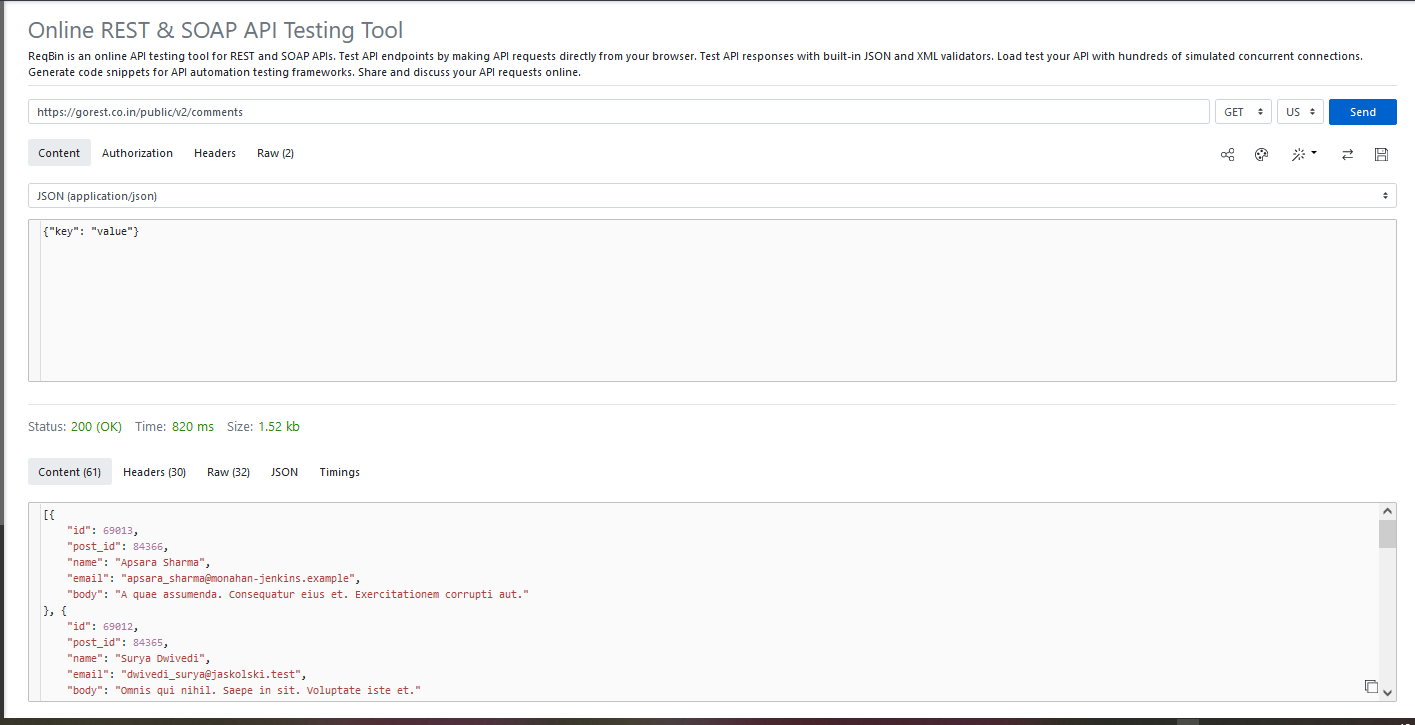 Online REST & SOAP API Testing Tool
ReqBin is an online API testing tool for REST and SOAP APIs. Test API endpoints by making API requests directly from your browser. Test API responses with built-in JSON and XML validators. Load test your API with hundreds of simulated concurrent connections.
Generate code snippets for API automation testing frameworks. Share and discuss your API requests online.
https://gorest.co.in/public/v2/comments GET US Send
Content Authorization Headers Raw (2)
JSON (application/json)
{"key": "value"}
Status: 200 (OK) Time: 820 ms Size: 1.52 kb
Content (61) Headers (30) Raw (32) JSON Timings
[{
"id": 69013,
"post_id": 84366,
"name": "Apsara Sharma",
"email": "apsara_sharma@monahan-jenkins.example",
"body": "A quae assumenda. Consequatur eius et. Exercitationem corrupti aut."
}, {
"id": 69012,
"post_id": 84365,
"name": "Surya Dwivedi",
"email": "dwivedi_surya@jaskolski.test",
"body": "Omnis qui nihil. Saepe in sit. Voluptate iste et."